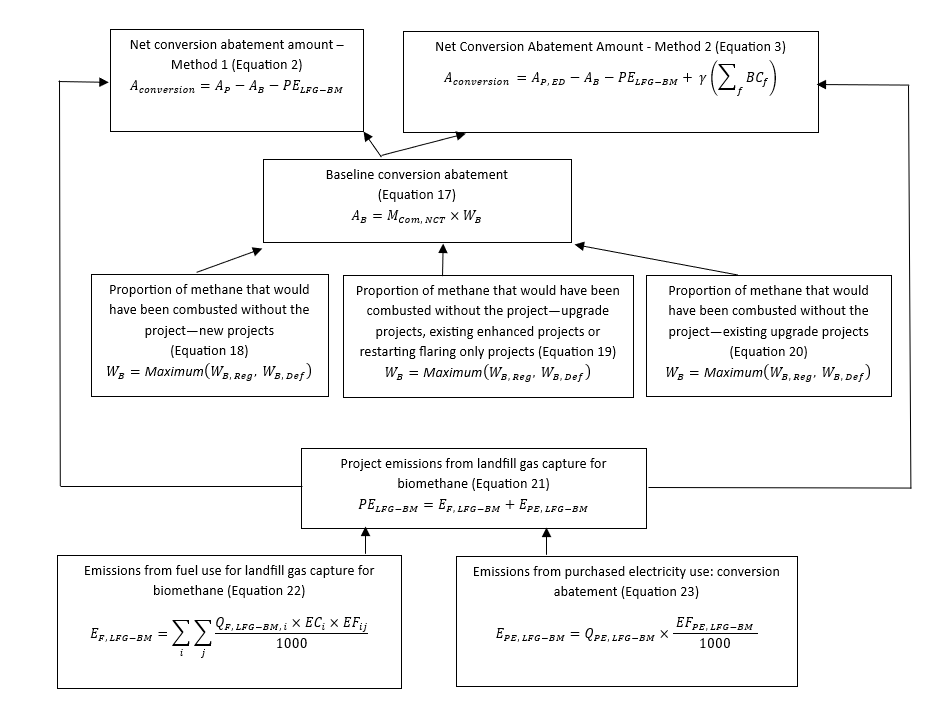 Net conversion abatement amount –
Method 1 (Equation 2)
A_conversion = A_P − A_B − PE_LFG−BM
Net Conversion Abatement Amount - Method 2 (Equation 3)
A_conversion = A_P,ED − A_B − PE_LFG−BM + γ (∑_f BC_f)
Baseline conversion abatement
(Equation 17)
A_B = M_Com,NCT × W_B
Proportion of methane that would
have been combusted without the
project—new projects
(Equation 18)
W_B = Maximum(W_B,Reg, W_B,Def)
Proportion of methane that would have been
combusted without the project—upgrade
projects, existing enhanced projects or
restarting flaring only projects (Equation 19)
W_B = Maximum(W_B,Reg, W_B,Def)
Proportion of methane that would
have been combusted without the
project—existing upgrade projects
(Equation 20)
W_B = Maximum(W_B,Reg, W_B,Def)
Project emissions from landfill gas capture for
biomethane (Equation 21)
PE_LFG−BM = E_F,LFG−BM + E_PE,LFG−BM
Emissions from fuel use for landfill gas capture for
biomethane (Equation 22)
E_F,LFG−BM = ∑_i ∑_j (Q_F,LFG−BM,i × EC_i × EF_ij) / 1000
Emissions from purchased electricity use: conversion
abatement (Equation 23)
E_PE,LFG−BM = Q_PE,LFG−BM × EF_PE,LFG−BM / 1000